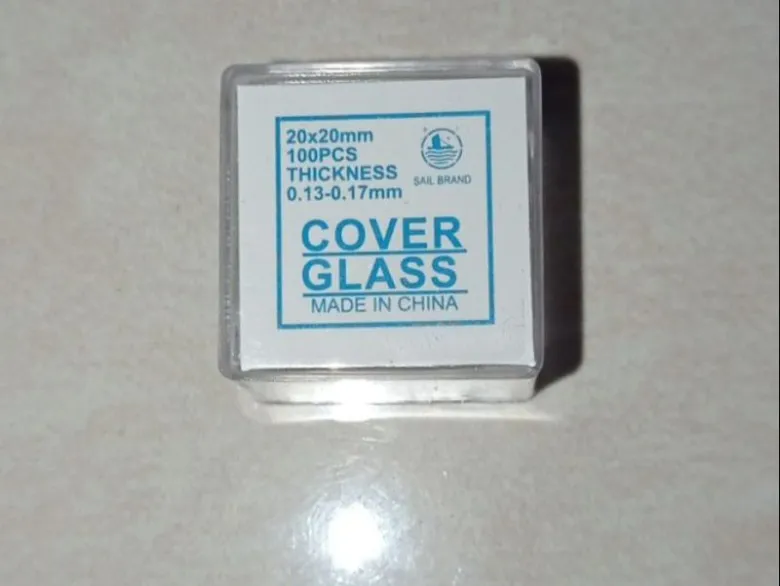 20x20mm
100PCS
THICKNESS
0.13-0.17mm
SAIL BRAND
COVER
GLASS
MADE IN CHINA